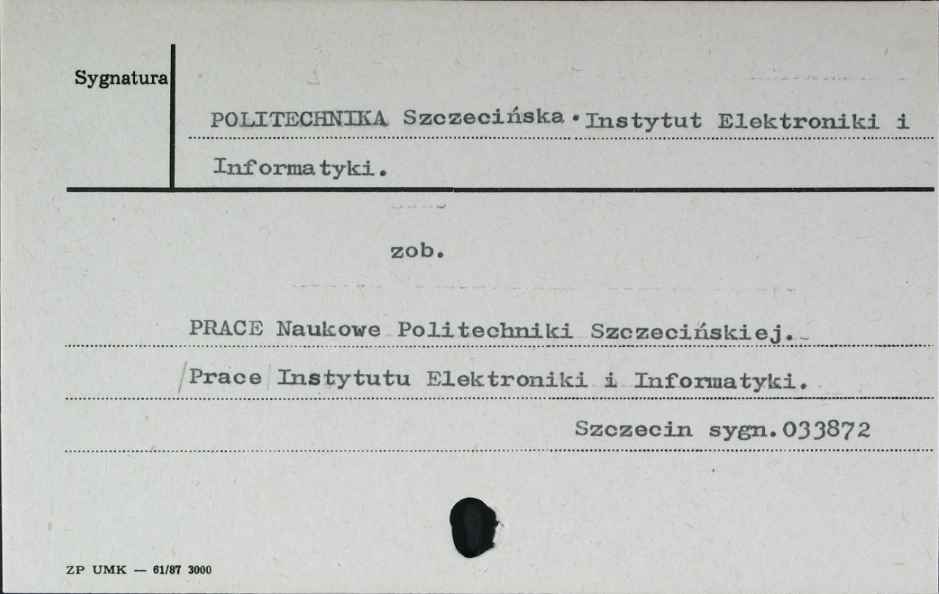 Sygnatura
POLITECHNIKA Szczecińska. Instytut Elektroniki i
Informatyki.
zob.
PRACE Naukowe Politechniki Szczecińskiej.
/Prace Instytutu Elektroniki i Informatyki.
Szczecin sygn.033872
ZP UMK — 61/87 3000